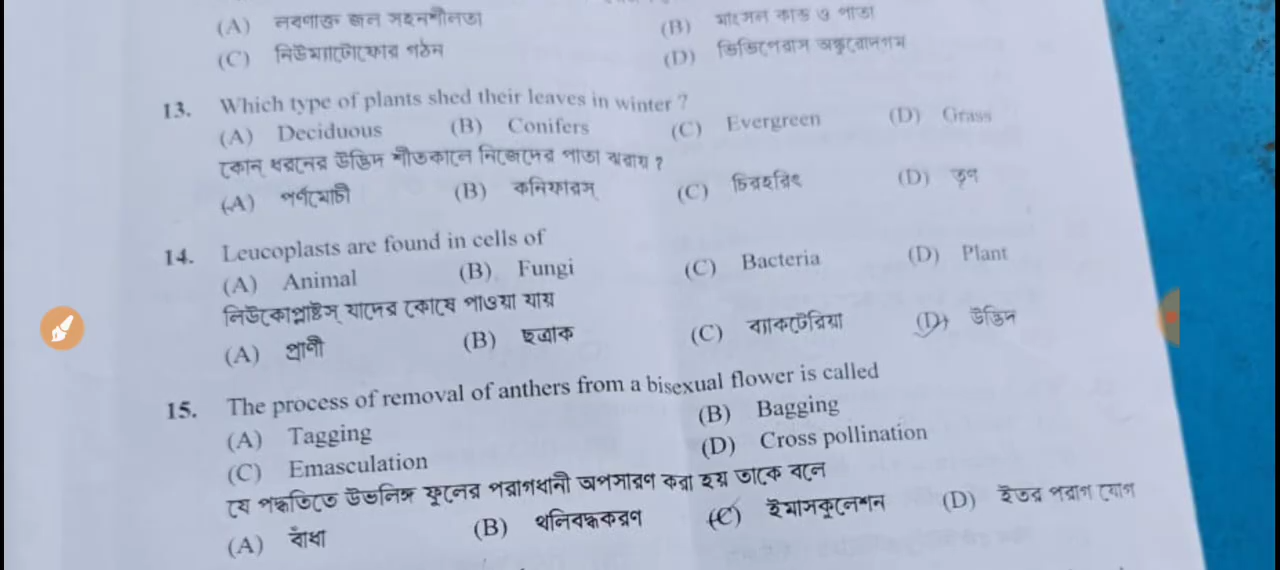 (A) লবণাক্ত জল সহনশীলতা (B) মাংসল কান্ড ও পাতা
(C) নিউম্যাটোফোর গঠন (D) ভিভিপেরাস অঙ্কুরোদ্গম
13. Which type of plants shed their leaves in winter ?
(A) Deciduous (B) Conifers (C) Evergreen (D) Grass
কোন্ ধরনের উদ্ভিদ শীতকালে নিজেদের পাতা ঝরায় ?
(A) পর্ণমোচী (B) কনিফারস্ (C) চিরহরিৎ (D) তৃণ
14. Leucoplasts are found in cells of
(A) Animal (B) Fungi (C) Bacteria (D) Plant
লিউকোপ্লাষ্টস্ যাদের কোষে পাওয়া যায়
(A) প্রাণী (B) ছত্রাক (C) ব্যাকটেরিয়া (D) উদ্ভিদ
15. The process of removal of anthers from a bisexual flower is called
(A) Tagging (B) Bagging
(C) Emasculation (D) Cross pollination
যে পদ্ধতিতে উভলিঙ্গ ফুলের পরাগধানী অপসারণ করা হয় তাকে বলে
(A) বাঁধা (B) থলিবদ্ধকরণ (C) ইম্যাসকুলেশন (D) ইতর পরাগ যোগ